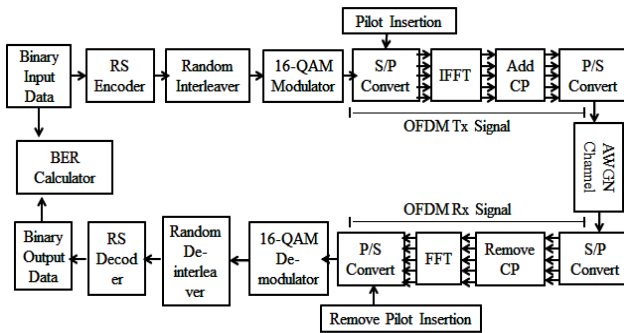 Pilot Insertion
Binary
Input
Data
RS
Encoder
Random
Interleaver
16-QAM
Modulator
S/P
Convert
IFFT
Add
CP
P/S
Convert
OFDM Tx Signal
AWGN
Channel
BER
Calculator
OFDM Rx Signal
Binary
Output
Data
RS
Decod
er
Random
De-
interleav
er
16-QAM
De-
modulator
P/S
Convert
FFT
Remove
CP
S/P
Convert
Remove Pilot Insertion